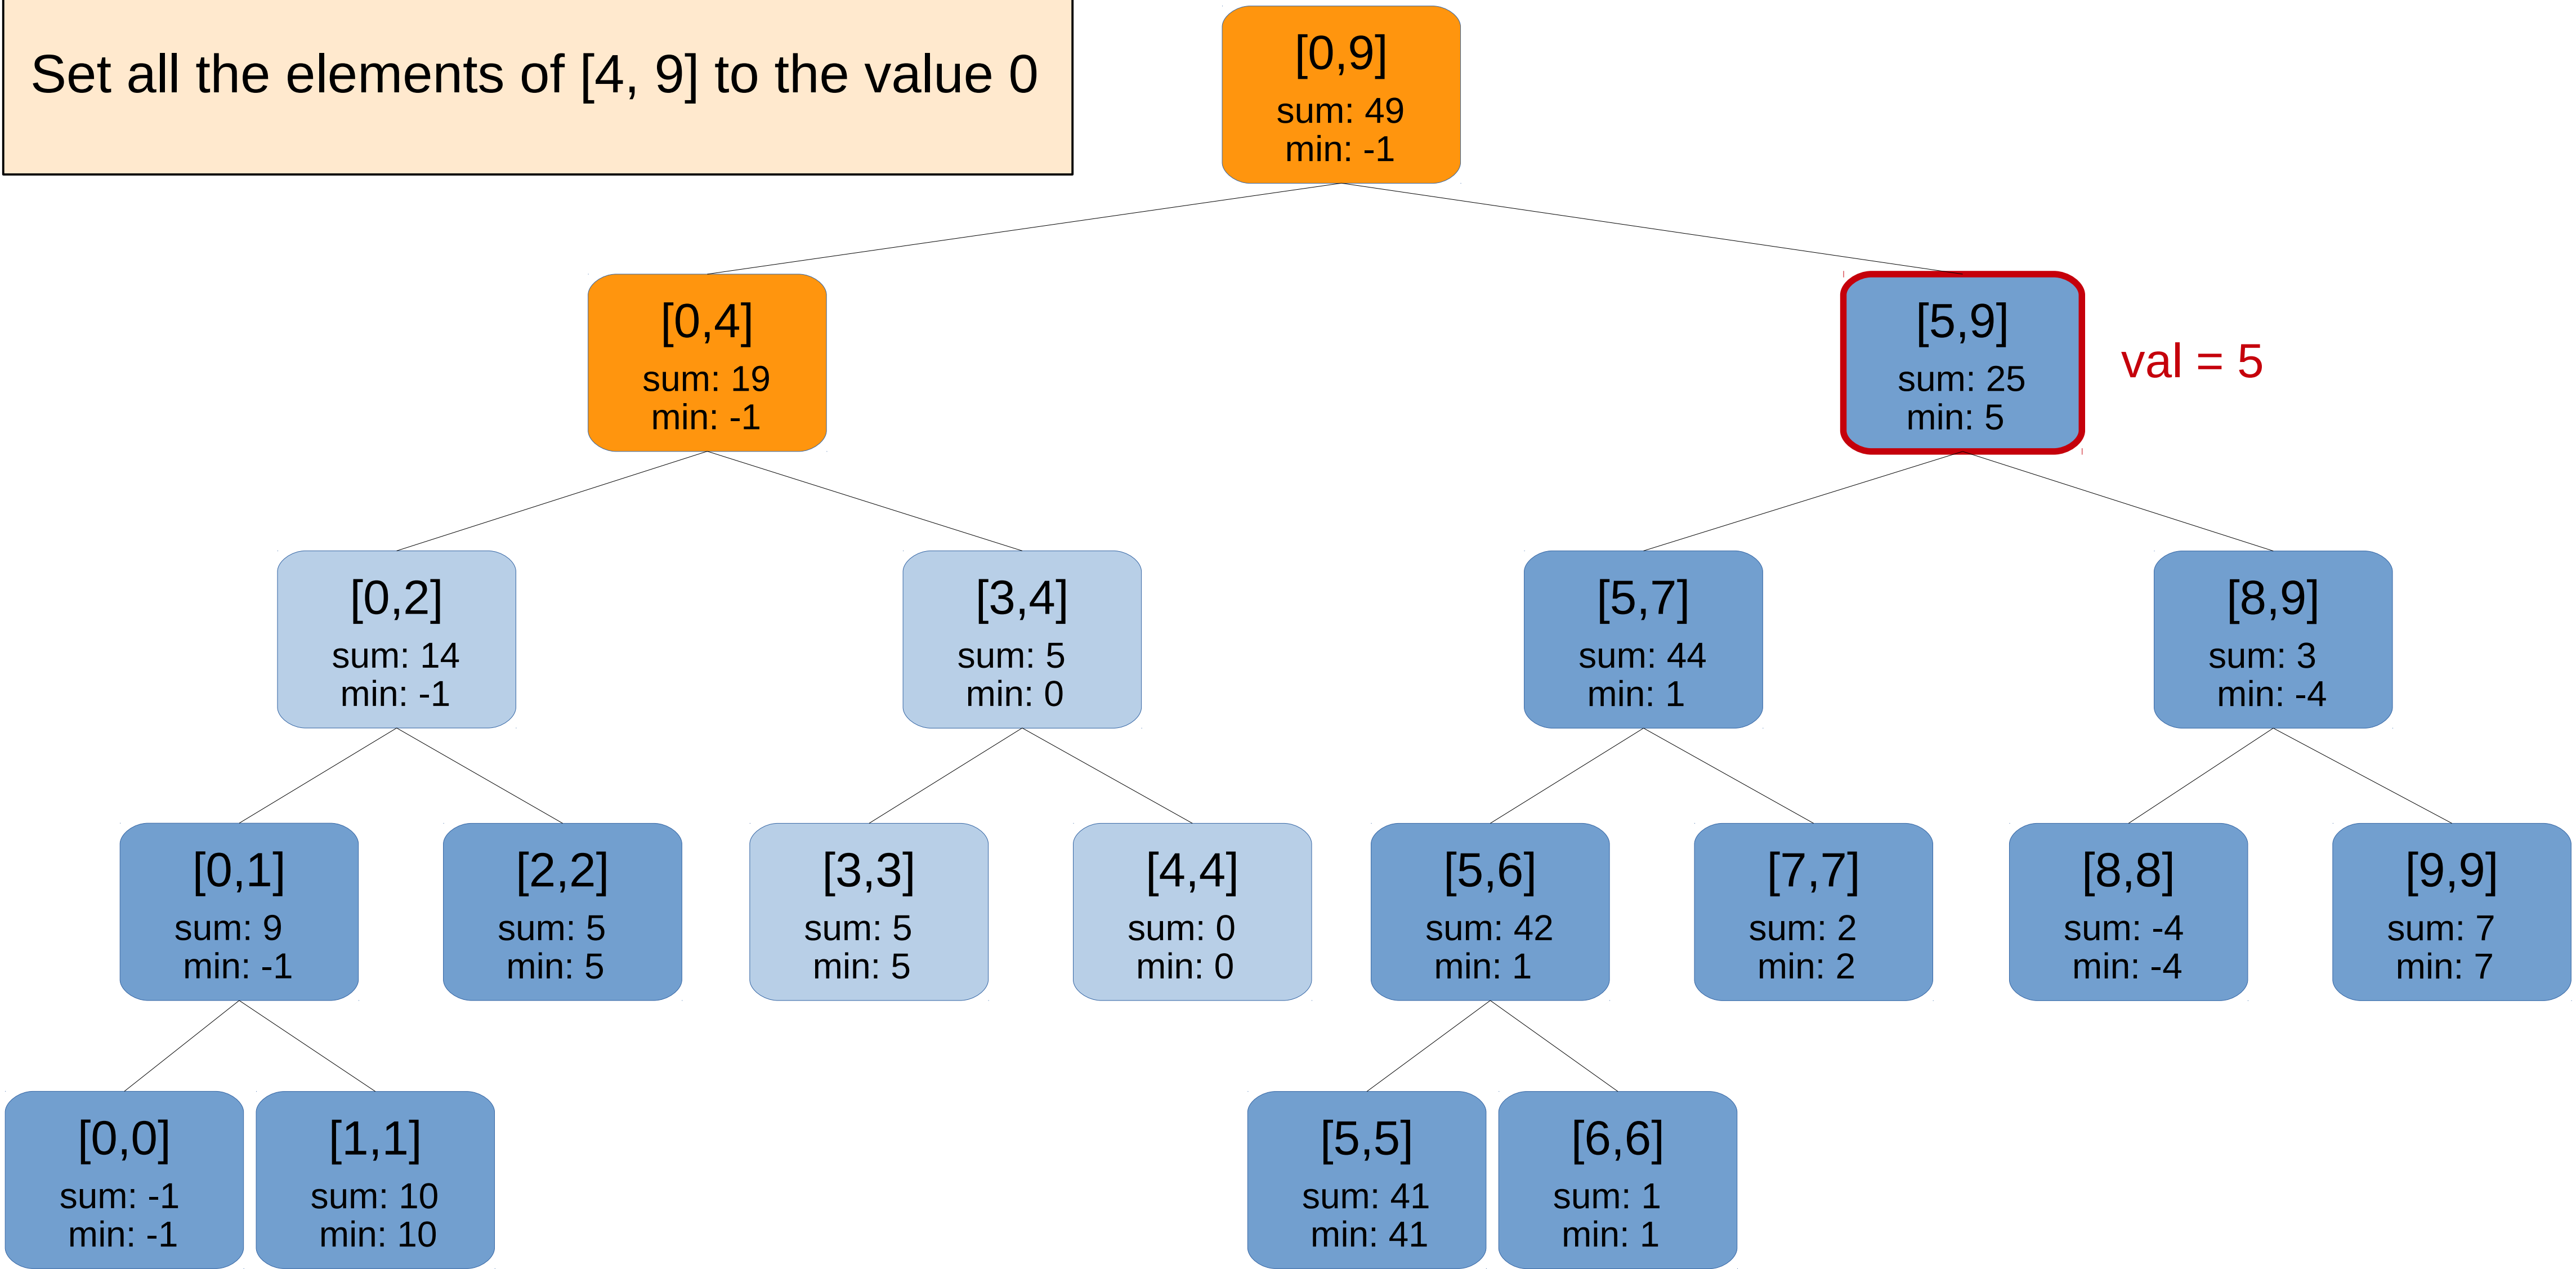 Set all the elements of [4, 9] to the value 0
[0,9]
sum: 49
min: -1
[0,4]
sum: 19
min: -1
[5,9]
sum: 25
min: 5
val = 5
[0,2]
sum: 14
min: -1
[3,4]
sum: 5
min: 0
[5,7]
sum: 44
min: 1
[8,9]
sum: 3
min: -4
[0,1]
sum: 9
min: -1
[2,2]
sum: 5
min: 5
[3,3]
sum: 5
min: 5
[4,4]
sum: 0
min: 0
[5,6]
sum: 42
min: 1
[7,7]
sum: 2
min: 2
[8,8]
sum: -4
min: -4
[9,9]
sum: 7
min: 7
[0,0]
sum: -1
min: -1
[1,1]
sum: 10
min: 10
[5,5]
sum: 41
min: 41
[6,6]
sum: 1
min: 1